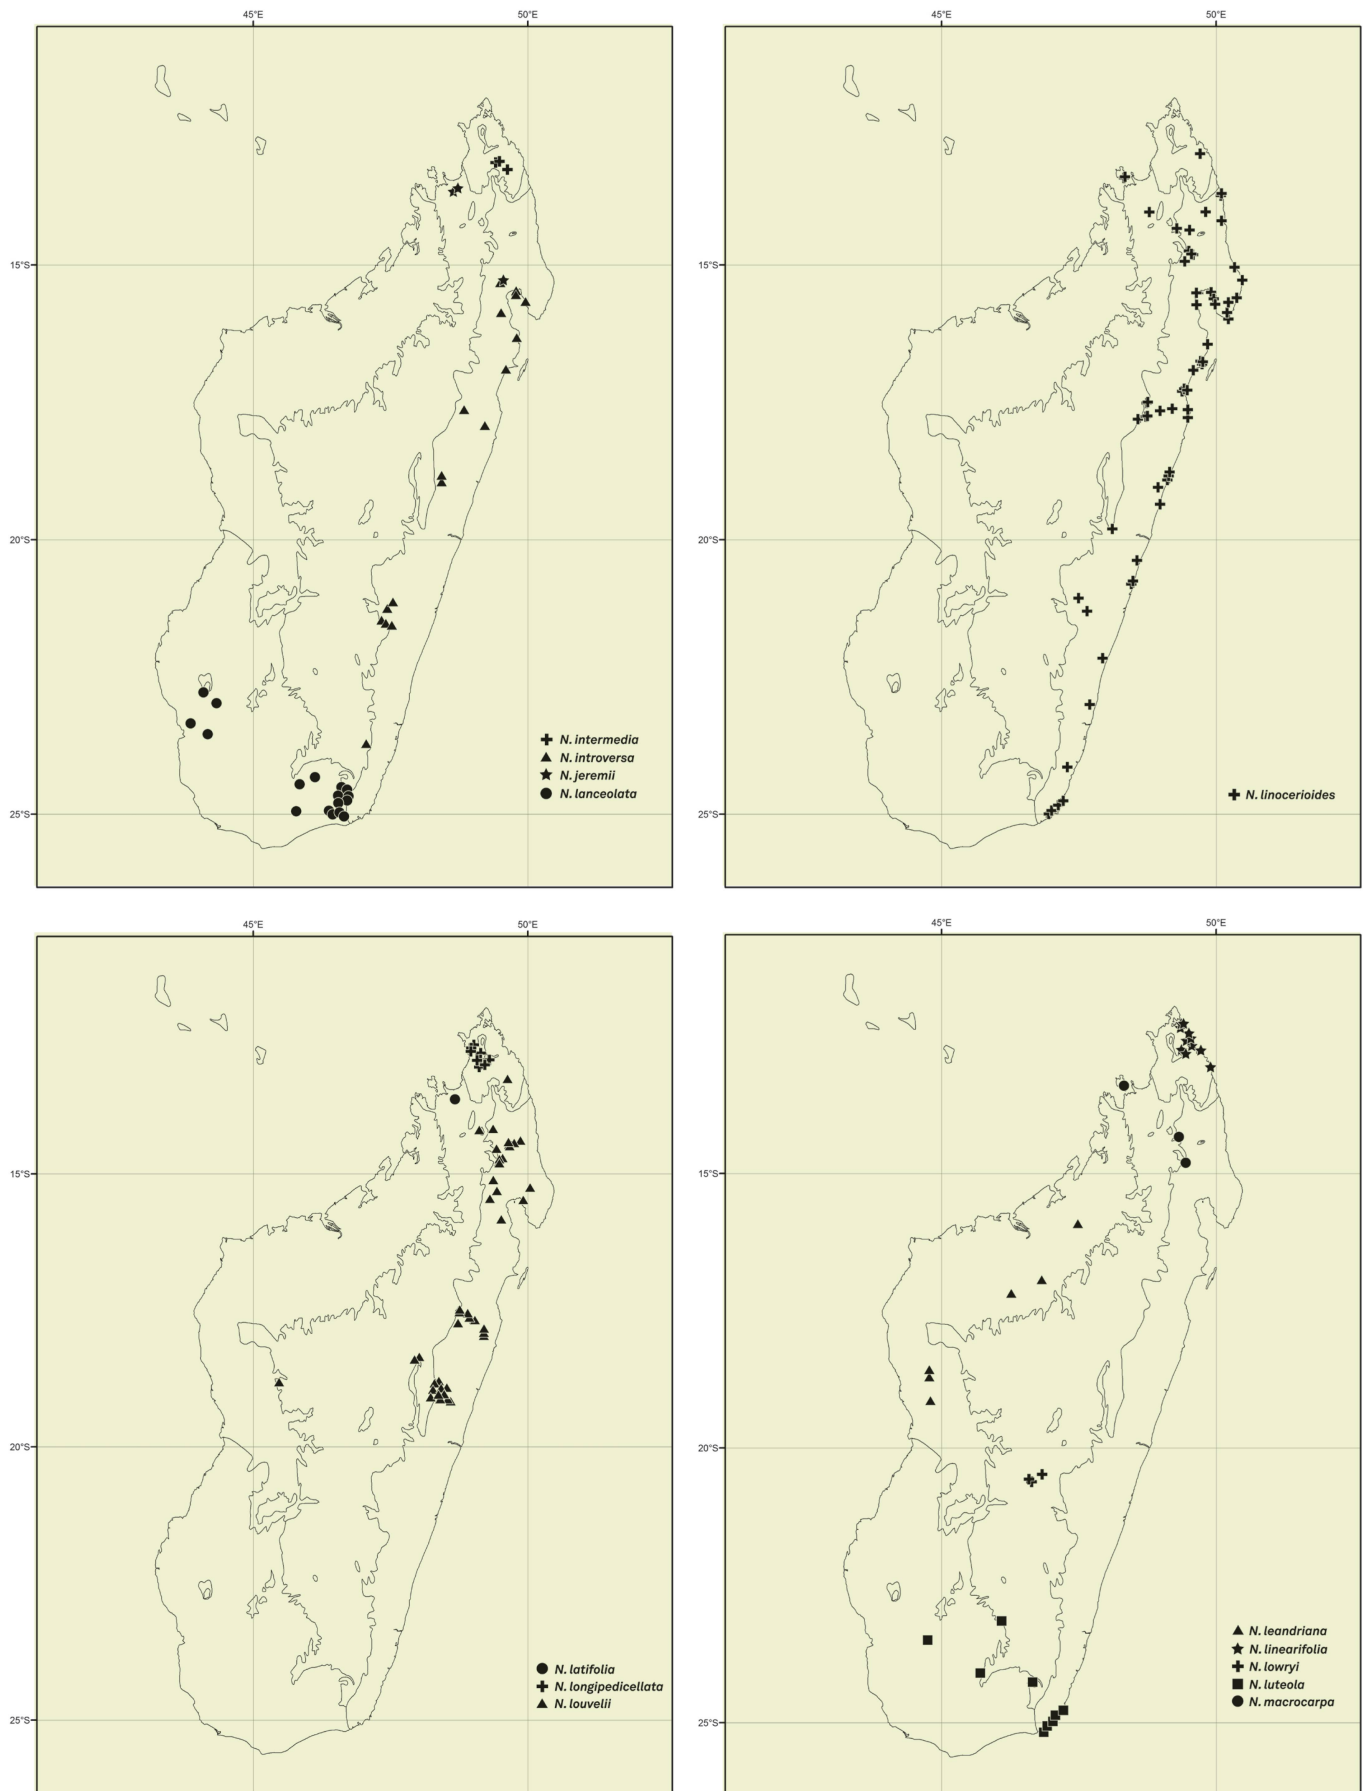 45°E
50°E
15°S
20°S
25°S
N. intermedia
N. introversa
N. jeremii
N. lanceolata
45°E
50°E
15°S
20°S
25°S
N. linocerioides
45°E
50°E
15°S
20°S
25°S
N. latifolia
N. longipedicellata
N. louvelii
45°E
50°E
15°S
20°S
25°S
N. leandriana
N. linearifolia
N. lowryi
N. luteola
N. macrocarpa